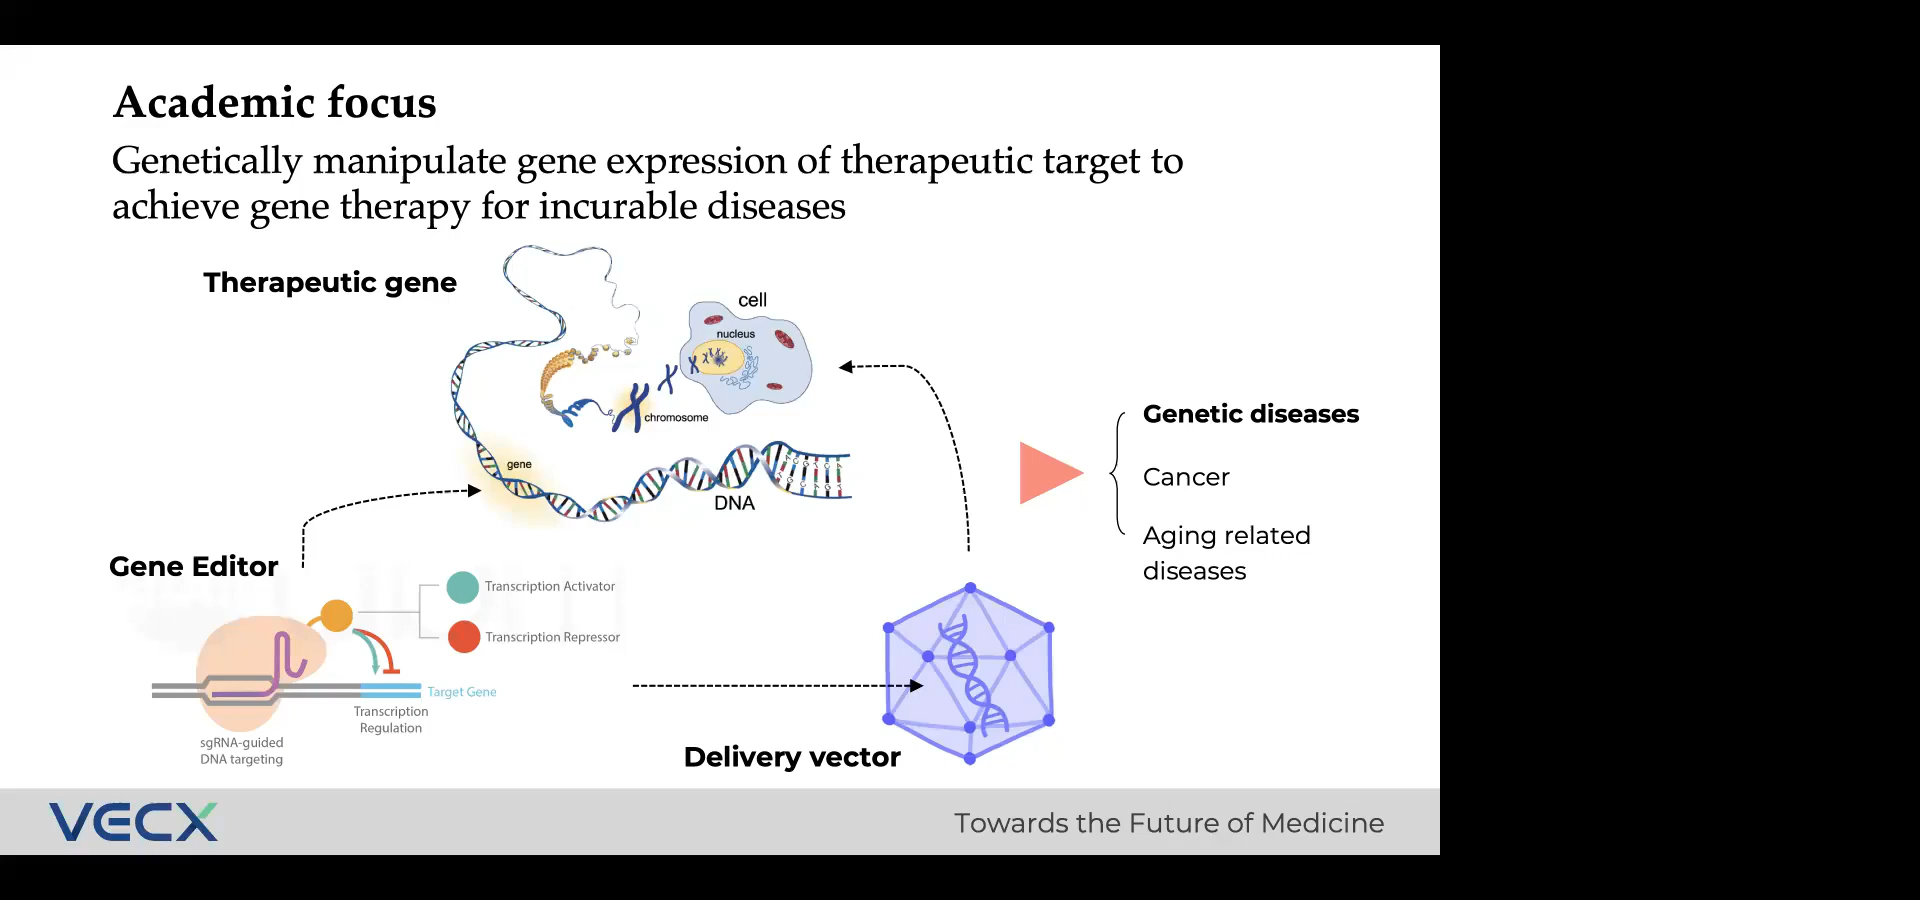 Academic focus
Genetically manipulate gene expression of therapeutic target to
achieve gene therapy for incurable diseases
Therapeutic gene
cell
nucleus
chromosome
gene
DNA
Genetic diseases
Cancer
Aging related
diseases
Gene Editor
Transcription Activator
Transcription Repressor
Target Gene
Transcription
Regulation
sgRNA-guided
DNA targeting
Delivery vector
VECX
Towards the Future of Medicine